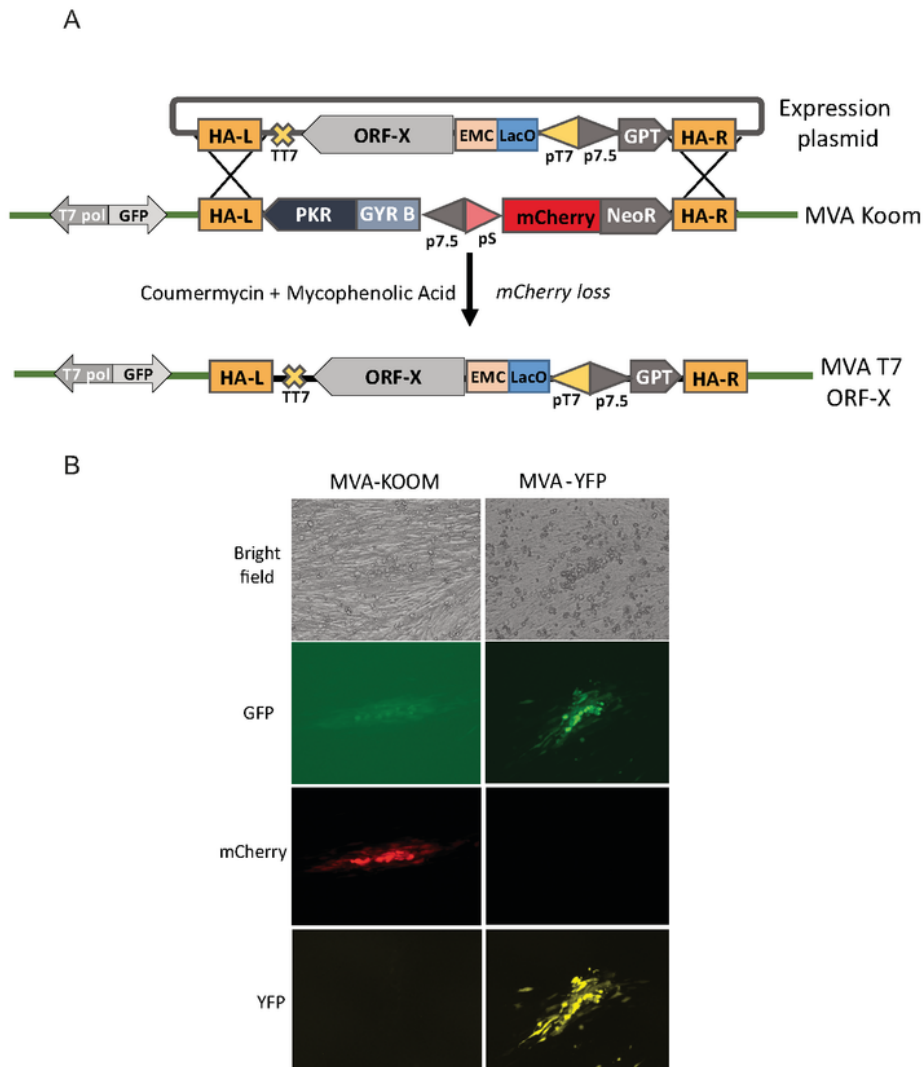 A
HA-L
TT7
ORF-X
EMC
LacO
pT7
p7.5
GPT
HA-R
Expression
plasmid
T7 pol
GFP
HA-L
PKR
GYR B
p7.5
pS
mCherry
NeoR
HA-R
MVA Koom
Coumermycin + Mycophenolic Acid
mCherry loss
T7 pol
GFP
HA-L
TT7
ORF-X
EMC
LacO
pT7
p7.5
GPT
HA-R
MVA T7
ORF-X
B
MVA-KOOM
MVA -YFP
Bright
field
GFP
mCherry
YFP